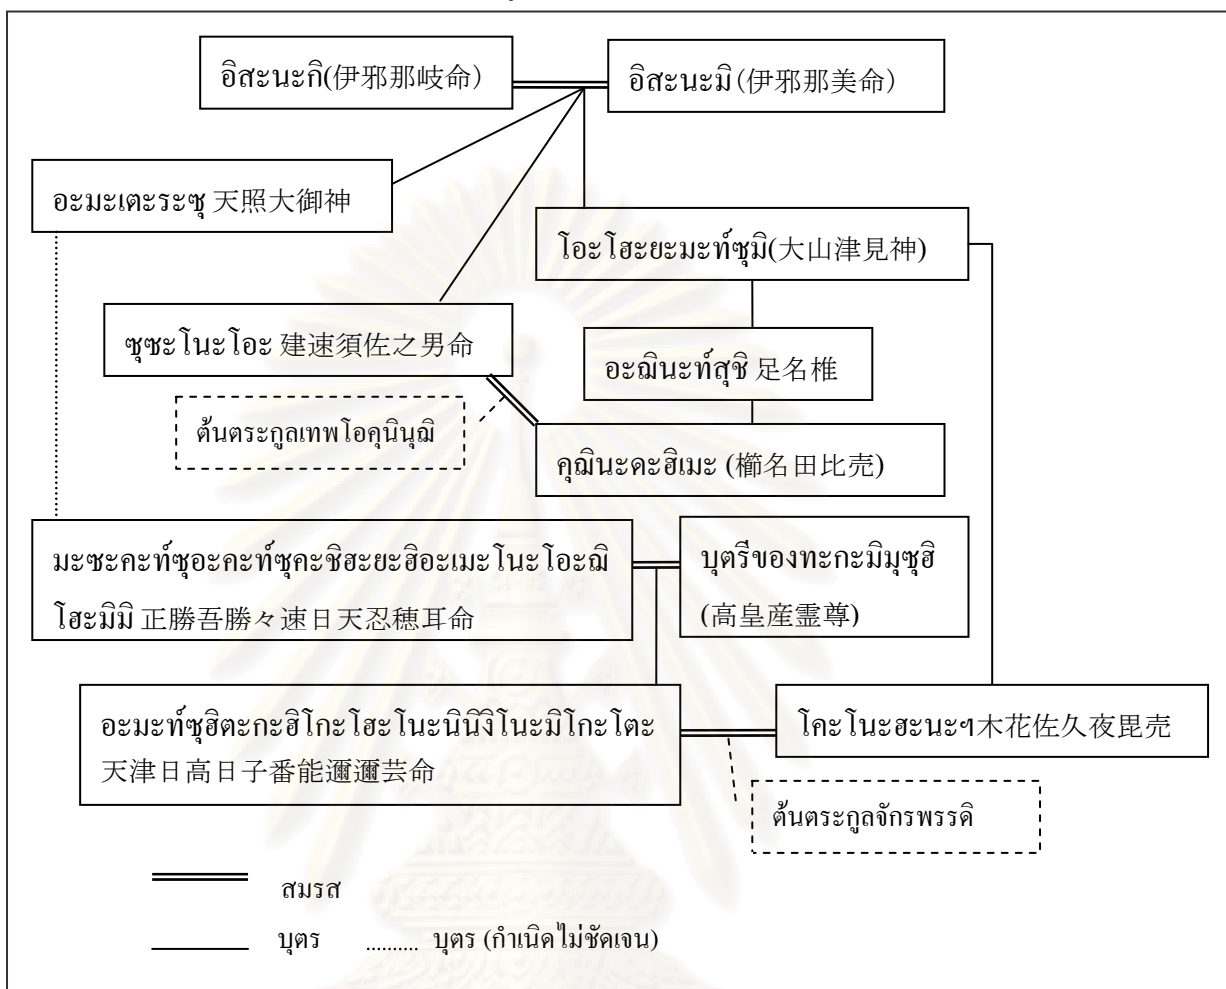 อิสะนะกิ(伊邪那岐命)
อิสะนะมิ(伊邪那美命)
อะมะเตะระซุ 天照大御神
โอะโฮะยะมะท์ซุมิ(大山津見神)
ซุซะโนะโอะ 建速須佐之男命
อะฌินะท์สุชิ 足名椎
ต้นตระกูลเทพโอคุนินุฌิ
คุฌินะดะฮิเมะ (櫛名田比売)
มะซะคะท์ซุอะคะท์ซุคะชิฮะยะฮิอะเมะโนะโอะฌิ
โฮะมิมิ 正勝吾勝々速日天忍穂耳命
บุตรีของทะกะมิมุซุฮิ
(高皇産霊尊)
อะมะท์ซุฮิตะกะฮิโกะโฮะโนะนินิงิโนะมิโกะโตะ
天津日高日子番能邇邇芸命
โคะโนะฮะนะฯ木花佐久夜毘売
ต้นตระกูลจักรพรรดิ
สมรส
บุตร .......... บุตร (กำเนิดไม่ชัดเจน)